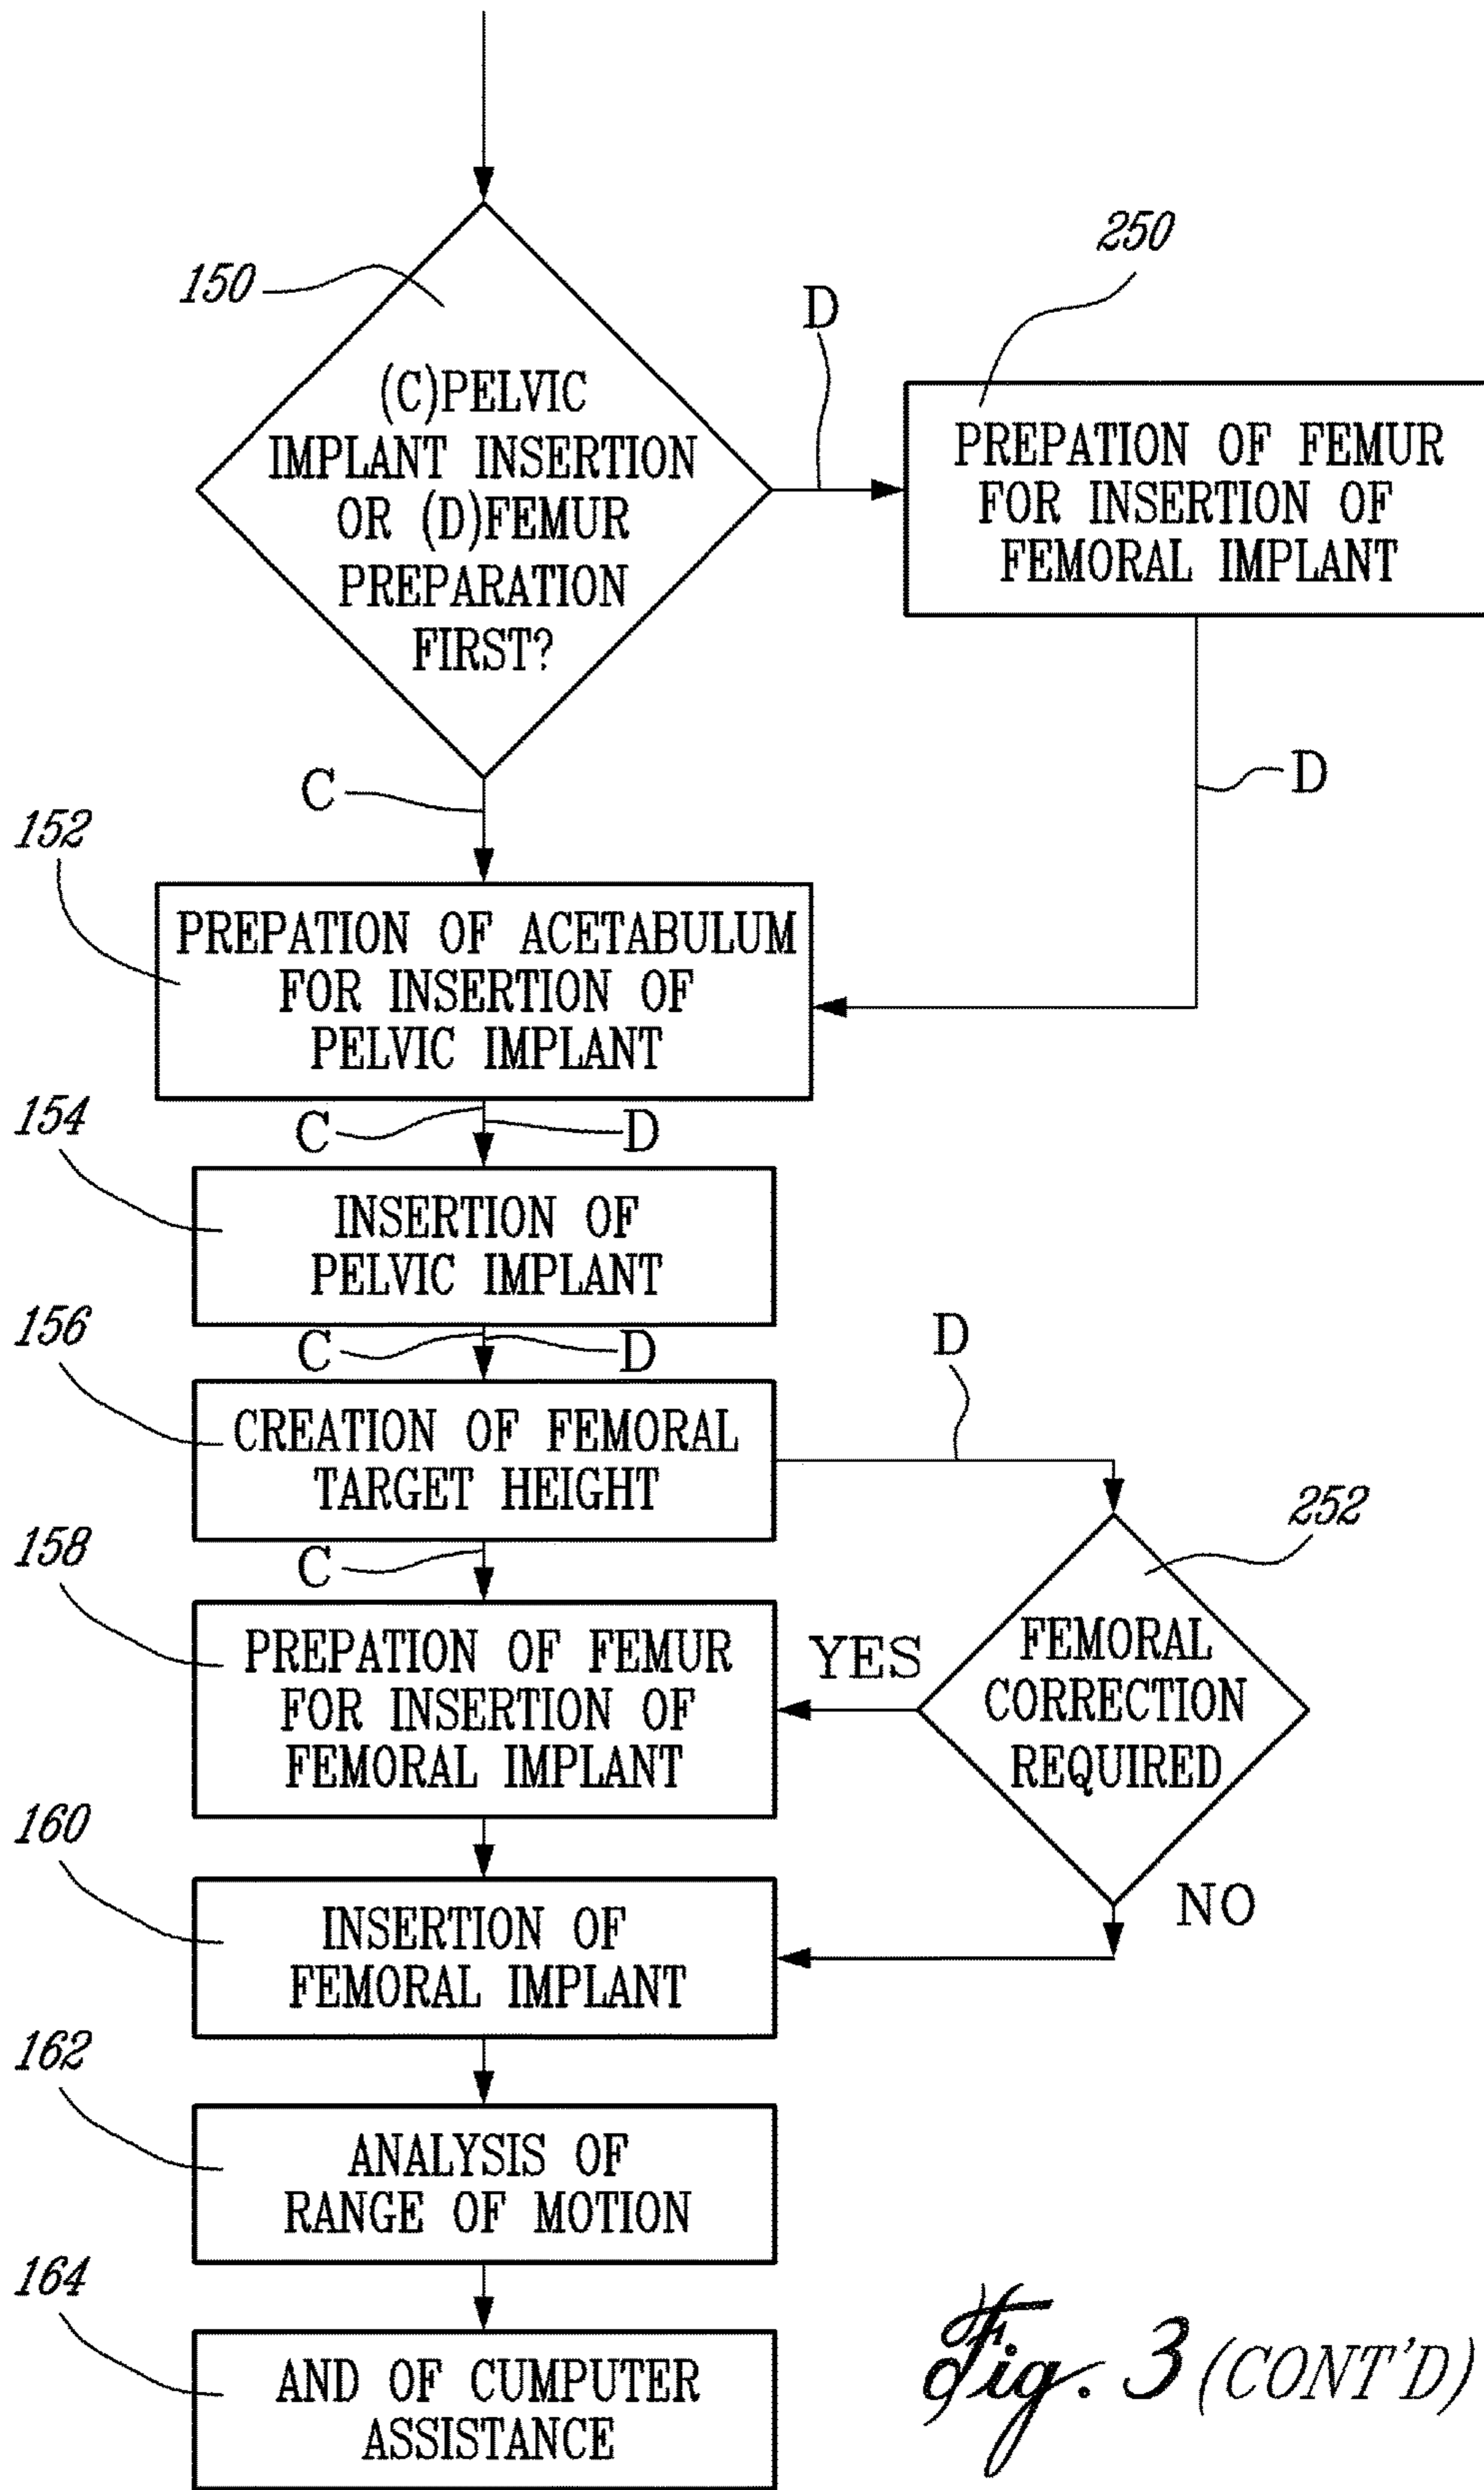 150
(C)PELVIC
IMPLANT INSERTION
OR (D)FEMUR
PREPARATION
FIRST?
D
250
PREPATION OF FEMUR
FOR INSERTION OF
FEMORAL IMPLANT
D
C
152
PREPATION OF ACETABULUM
FOR INSERTION OF
PELVIC IMPLANT
C D
154
INSERTION OF
PELVIC IMPLANT
C D
156
CREATION OF FEMORAL
TARGET HEIGHT
D
252
FEMORAL
CORRECTION
REQUIRED
YES
NO
C
158
PREPATION OF FEMUR
FOR INSERTION OF
FEMORAL IMPLANT
160
INSERTION OF
FEMORAL IMPLANT
162
ANALYSIS OF
RANGE OF MOTION
164
AND OF CUMPUTER
ASSISTANCE
Fig. 3 (CONT'D)